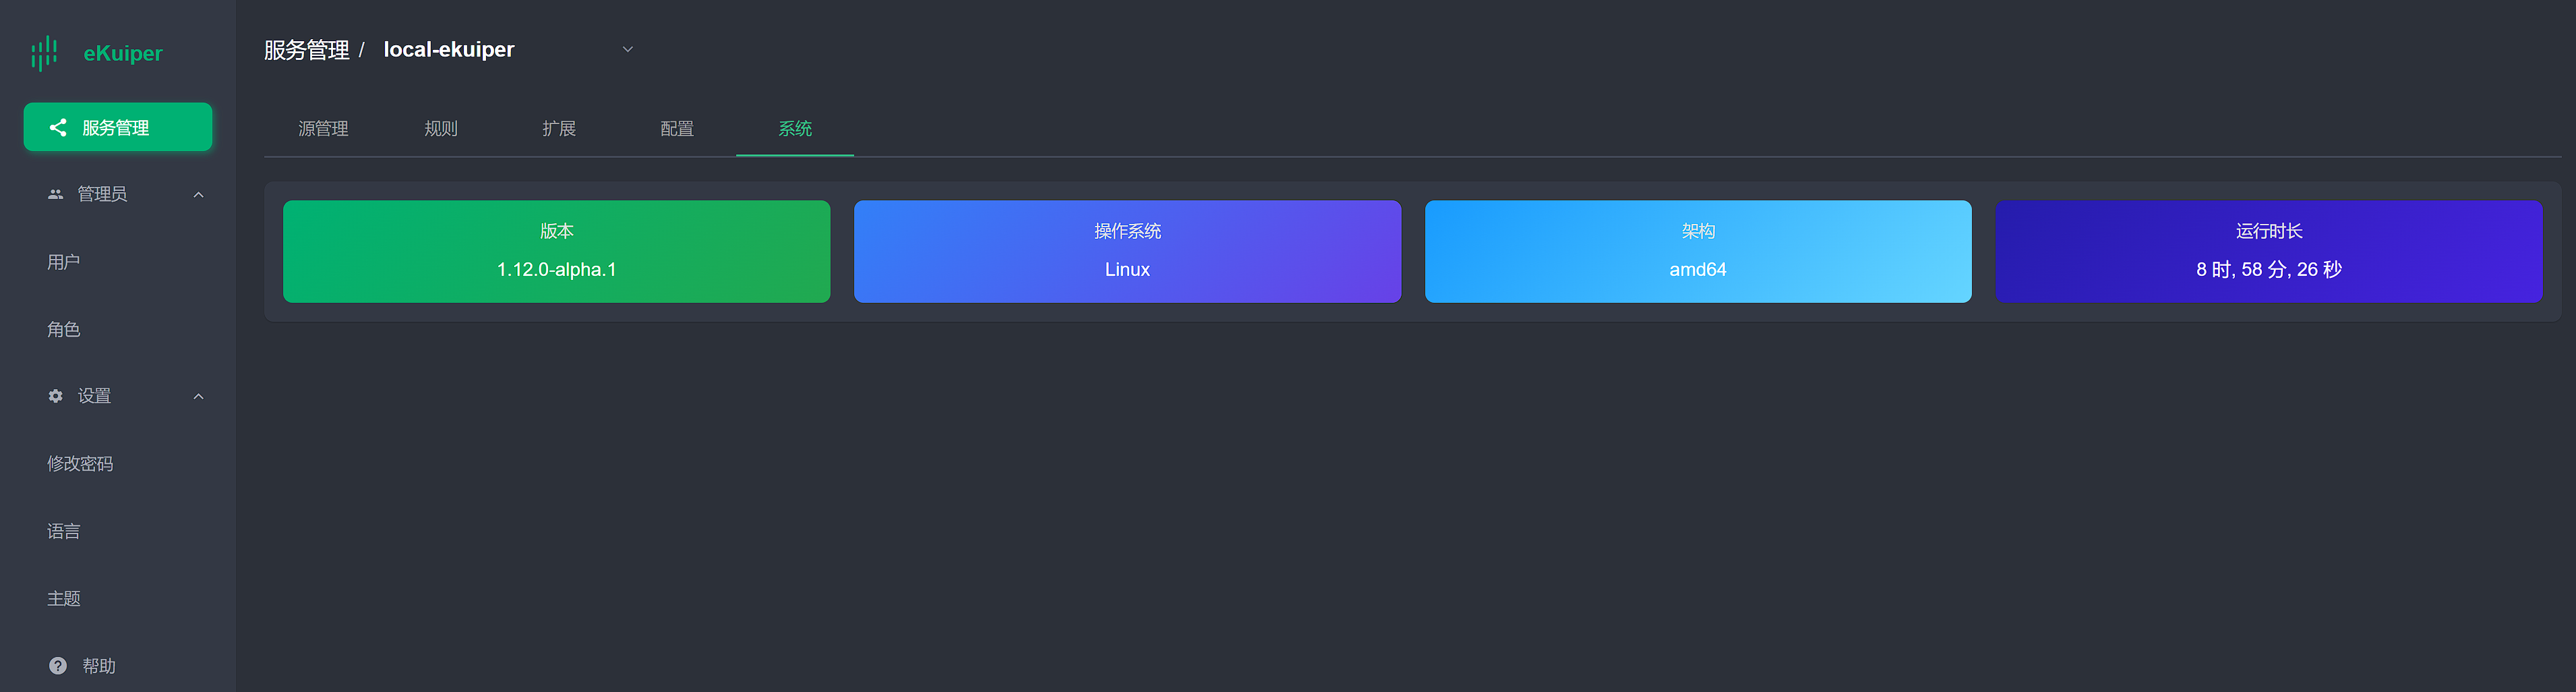 eKuiper
服务管理
管理员
用户
角色
设置
修改密码
语言
主题
帮助
服务管理 / local-ekuiper
源管理 规则 扩展 配置 系统
版本
1.12.0-alpha.1
操作系统
Linux
架构
amd64
运行时长
8 时, 58 分, 26 秒